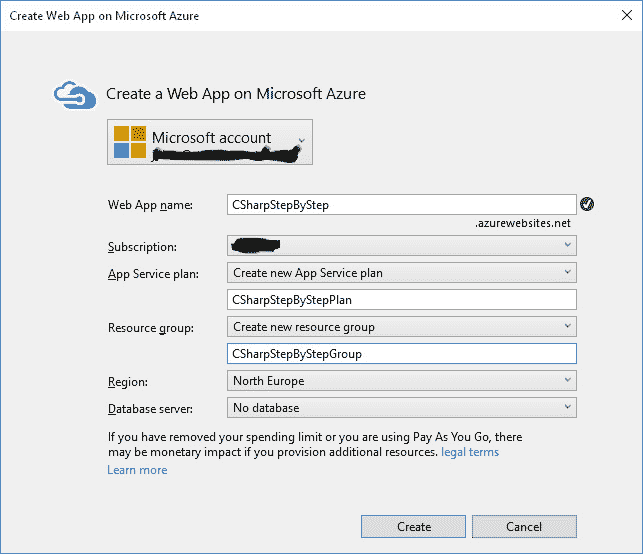 Create Web App on Microsoft Azure
Create a Web App on Microsoft Azure
Microsoft account
Web App name: CSharpStepByStep
.azurewebsites.net
Subscription:
App Service plan: Create new App Service plan
CSharpStepByStepPlan
Resource group: Create new resource group
CSharpStepByStepGroup
Region: North Europe
Database server: No database
If you have removed your spending limit or you are using Pay As You Go, there
may be monetary impact if you provision additional resources. legal terms
Learn more
Create Cancel